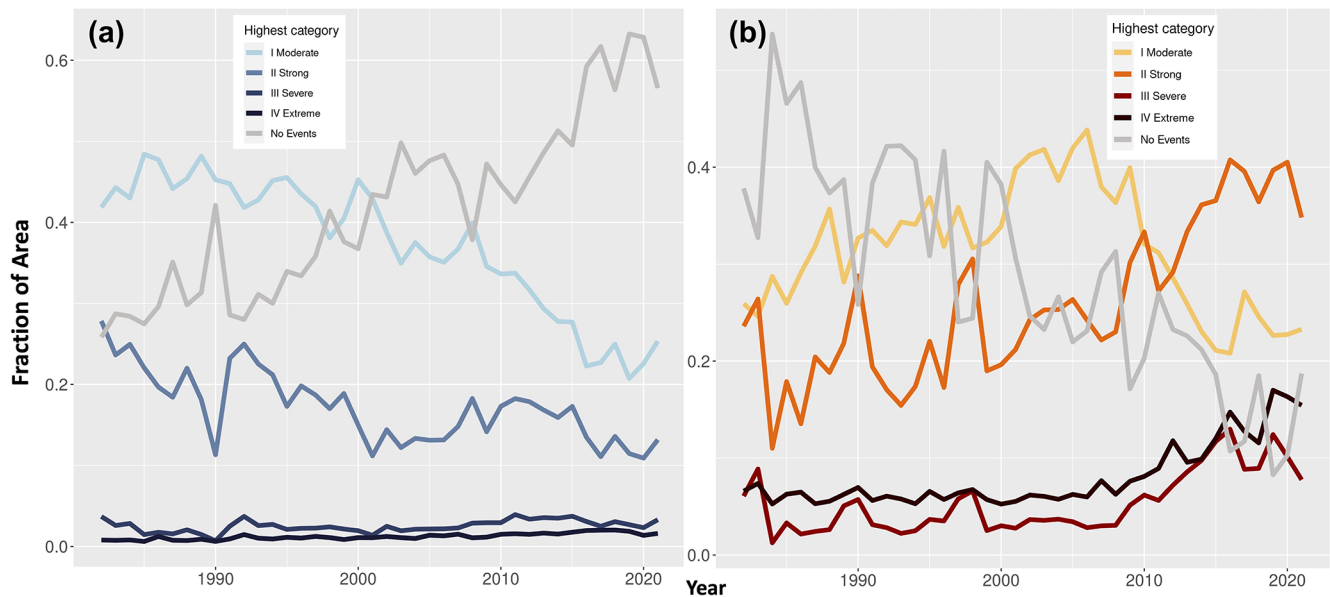 (a)
Highest category
I Moderate
II Strong
III Severe
IV Extreme
No Events
0.6
0.4
0.2
0.0
Fraction of Area
1990
2000
2010
2020
(b)
Highest category
I Moderate
II Strong
III Severe
IV Extreme
No Events
0.4
0.2
0.0
1990
2000
2010
2020
Year